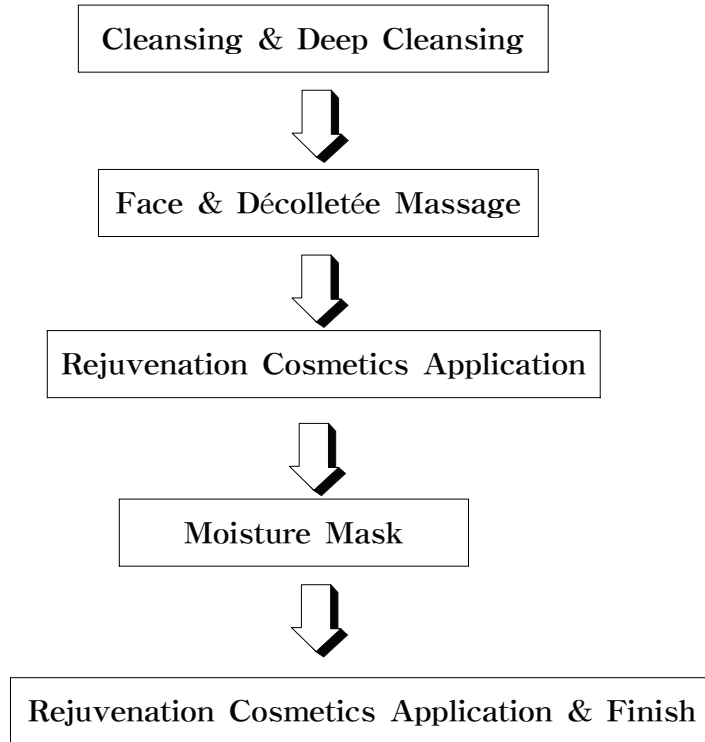 Cleansing & Deep Cleansing
Face & Décolletée Massage
Rejuvenation Cosmetics Application
Moisture Mask
Rejuvenation Cosmetics Application & Finish